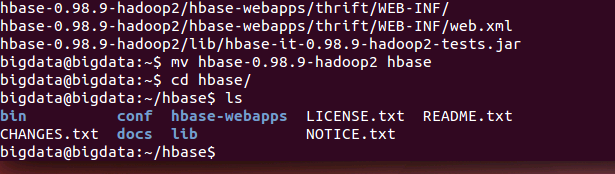 hbase-0.98.9-hadoop2/hbase-webapps/thrift/WEB-INF/
hbase-0.98.9-hadoop2/hbase-webapps/thrift/WEB-INF/web.xml
hbase-0.98.9-hadoop2/lib/hbase-it-0.98.9-hadoop2-tests.jar
bigdata@bigdata:~$ mv hbase-0.98.9-hadoop2 hbase
bigdata@bigdata:~$ cd hbase/
bigdata@bigdata:~/hbase$ ls
bin conf hbase-webapps LICENSE.txt README.txt
CHANGES.txt docs lib NOTICE.txt
bigdata@bigdata:~/hbase$